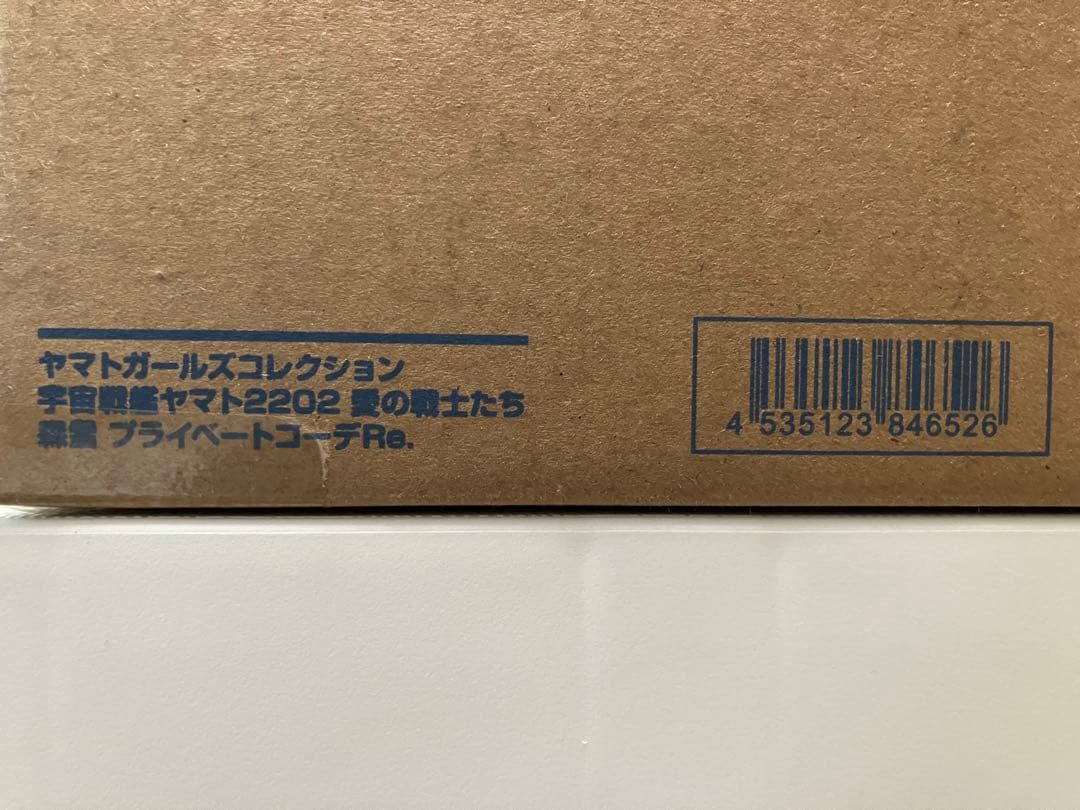 ヤマトガールズコレクション
宇宙戦艦ヤマト2202 愛の戦士たち
森雪 プライベートコーデRe.
4 535123 846526